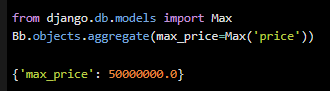 from django.db.models import Max
Bb.objects.aggregate(max_price=Max('price'))
{'max_price': 50000000.0}